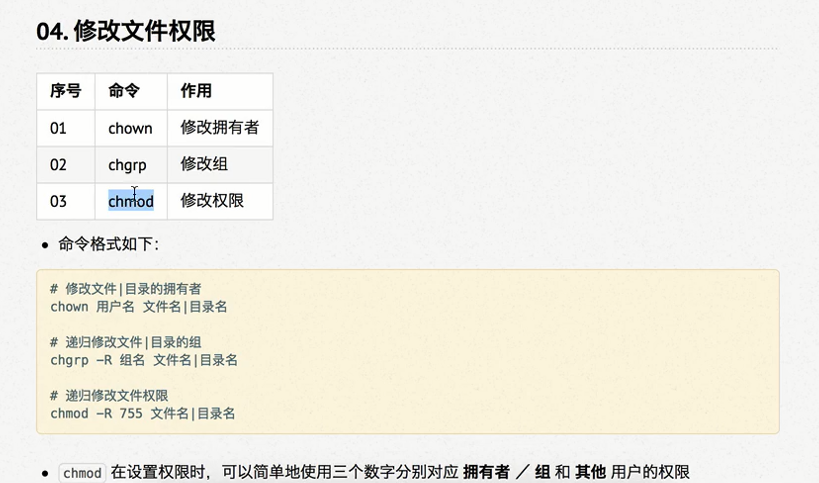 04. 修改文件权限
序号 命令 作用
01 chown 修改拥有者
02 chgrp 修改组
03 chmod 修改权限
• 命令格式如下：
# 修改文件|目录的拥有者
chown 用户名 文件名|目录名
# 递归修改文件|目录的组
chgrp -R 组名 文件名|目录名
# 递归修改文件权限
chmod -R 755 文件名|目录名
• chmod 在设置权限时，可以简单地使用三个数字分别对应 拥有者 ／ 组 和 其他 用户的权限